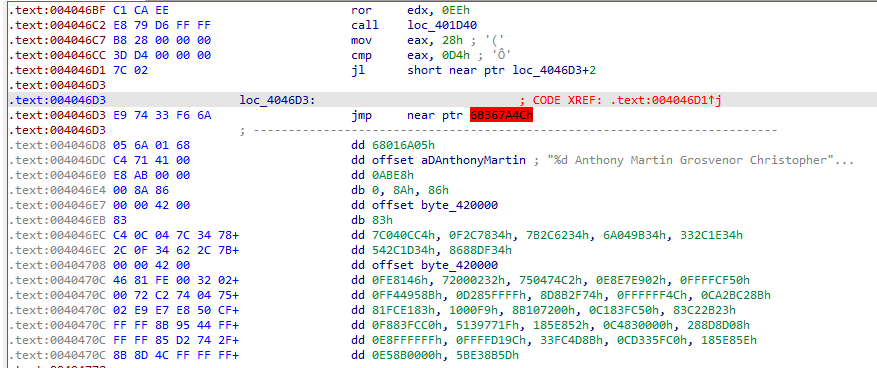 .text:004046BF C1 CA EE ror edx, 0EEh
.text:004046C2 E8 79 D6 FF FF call loc_401D40
.text:004046C7 B8 28 00 00 00 mov eax, 28h ; '('
.text:004046CC 3D D4 00 00 00 cmp eax, 0D4h ; 'Ô'
.text:004046D1 7C 02 jl short near ptr loc_4046D3+2
.text:004046D3
.text:004046D3 loc_4046D3: ; CODE XREF: .text:004046D1↑j
.text:004046D3 E9 74 33 F6 6A jmp near ptr 6B367A4Ch
.text:004046D3 ; ---------------------------------------------------------------------------
.text:004046D8 05 6A 01 68 dd 68016A05h
.text:004046DC C4 71 41 00 dd offset aDAnthonyMartin ; "%d Anthony Martin Grosvenor Christopher"...
.text:004046E0 E8 AB 00 00 dd 0ABE8h
.text:004046E4 00 8A 86 db 0, 8Ah, 86h
.text:004046E7 00 00 42 00 dd offset byte_420000
.text:004046EB 83 db 83h
.text:004046EC C4 0C 04 7C 34 78+ dd 7C040CC4h, 0F2C7834h, 7B2C6234h, 6A049B34h, 332C1E34h
.text:004046EC 2C 0F 34 62 2C 7B+ dd 542C1D34h, 8688DF34h
.text:00404708 00 00 42 00 dd offset byte_420000
.text:0040470C 46 81 FE 00 32 02+ dd 0FE8146h, 72000232h, 750474C2h, 0E8E7E902h, 0FFFFCF50h
.text:0040470C 00 72 C2 74 04 75+ dd 0FF44958Bh, 0D285FFFFh, 8D8B2F74h, 0FFFFFF4Ch, 0CA2BC28Bh
.text:0040470C 02 E9 E7 E8 50 CF+ dd 81FCE183h, 1000F9h, 8B107200h, 0C183FC50h, 83C22B23h
.text:0040470C FF FF 8B 95 44 FF+ dd 0F883FCC0h, 5139771Fh, 185E852h, 0C4830000h, 288D8D08h
.text:0040470C FF FF 85 D2 74 2F+ dd 0E8FFFFFFh, 0FFFFD19Ch, 33FC4D8Bh, 0CD335FC0h, 185E85Eh
.text:0040470C 8B 8D 4C FF FF FF+ dd 0E58B0000h, 5BE38B5Dh